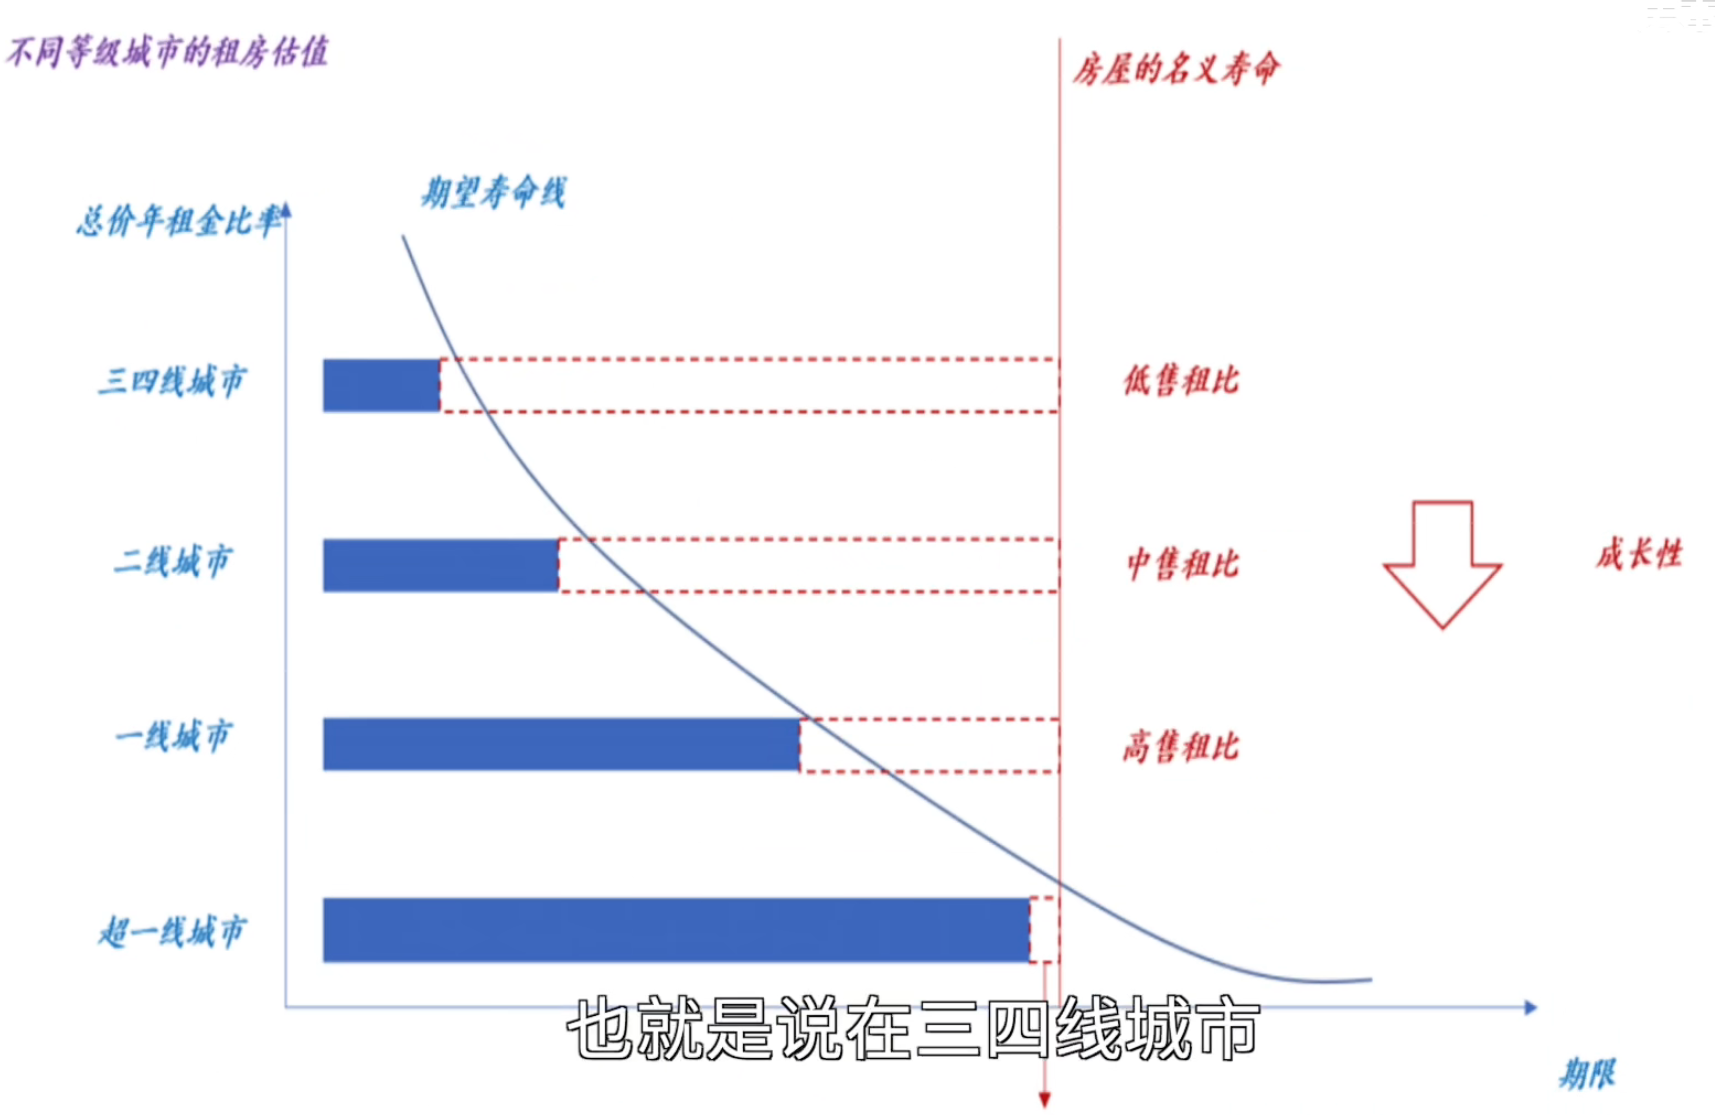 不同等级城市的租房估值
房屋的名义寿命
期望寿命线
总价年租金比率
三四线城市
低售租比
二线城市
中售租比
成长性
一线城市
高售租比
超一线城市
也就是说在三四线城市
期限